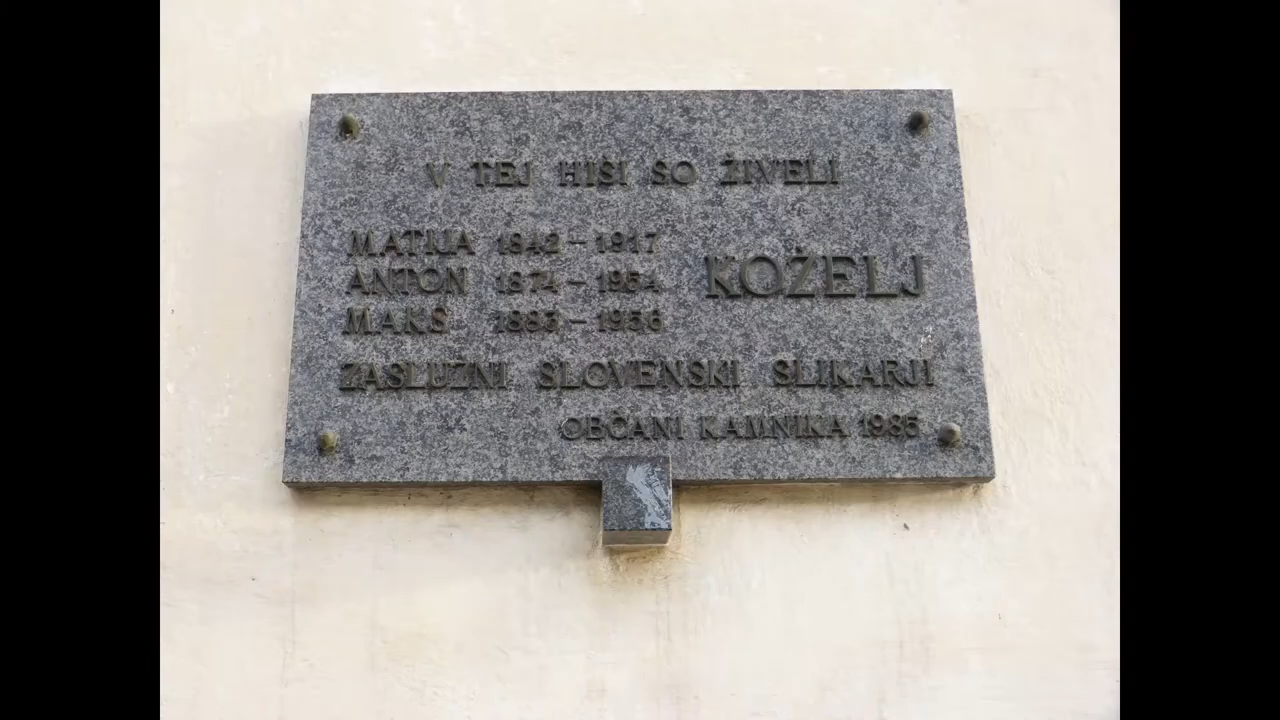 V TEJ HIŠI SO ŽIVELI
MATIJA 1842 – 1917
ANTON 1874 – 1954 KOŽELJ
MAKS 1883 – 1956
ZASLUŽNI SLOVENSKI SLIKARJI
OBČANI KAMNIKA 1985